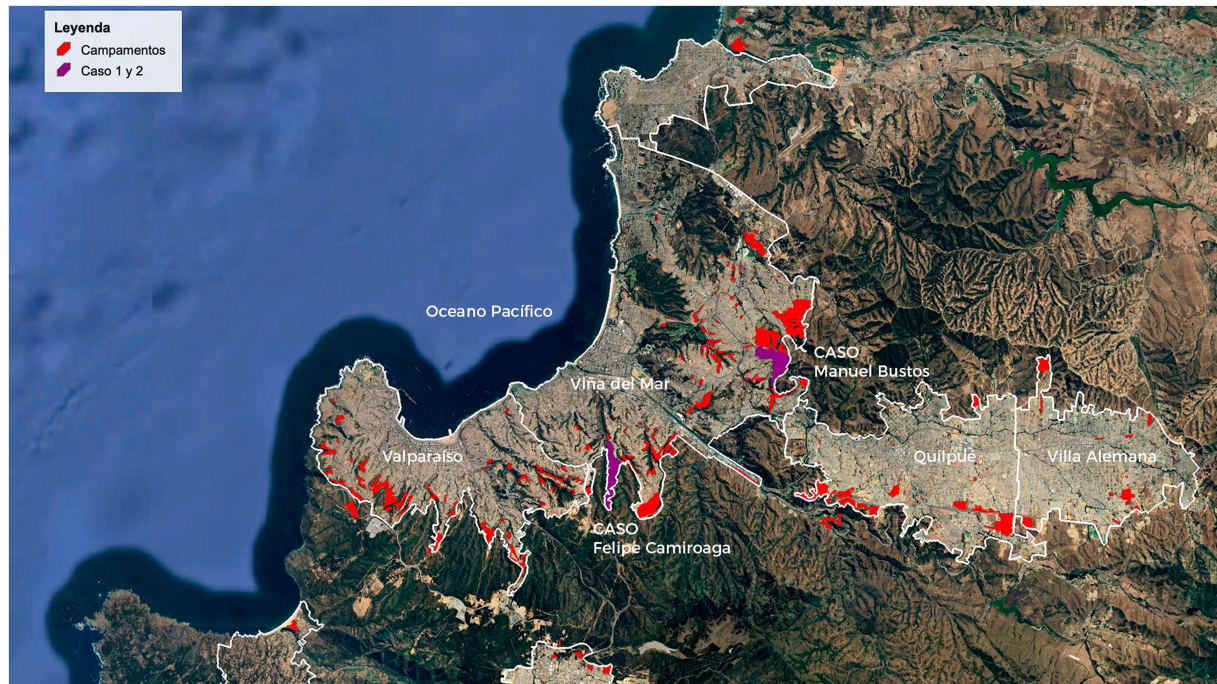 Leyenda
Campamentos
Caso 1 y 2
Oceano Pacífico
CASO
Manuel Bustos
Viña del Mar
Valparaíso
Quilpué
Villa Alemana
CASO
Felipe Camiroaga